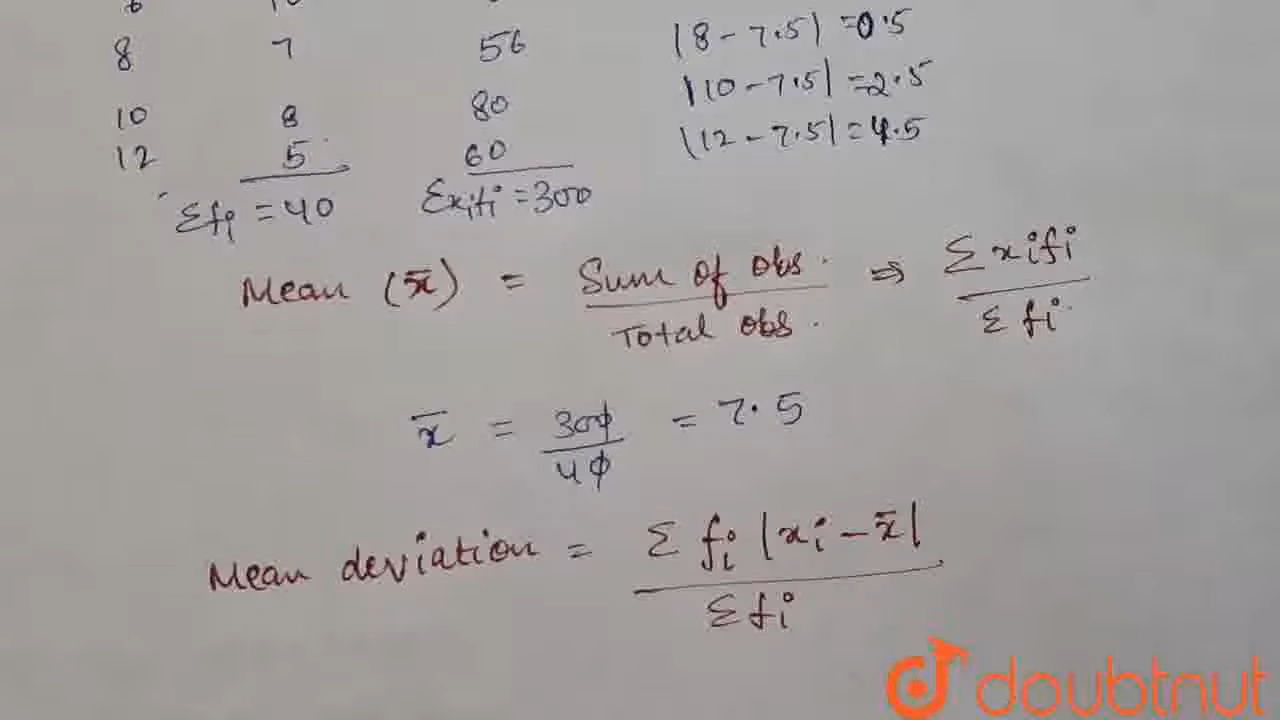 6 10
8 7 56 |8-7.5| =0.5
10 8 80 |10-7.5| =2.5
12 5 60 |12-7.5| =4.5
Σfi =40 Σxifi =300
Mean (x̄) = Sum of obs. / Total obs. ⇒ Σxifi / Σfi
x̄ = 300 / 40 = 7.5
Mean deviation = Σ fi |xi - x̄| / Σfi
doubtnut